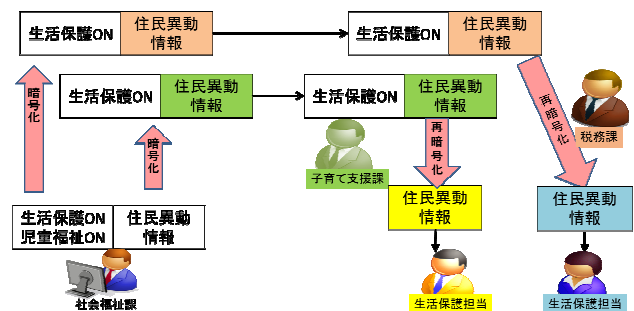 生活保護ON
住民異動
情報
生活保護ON
住民異動
情報
暗号化
生活保護ON
住民異動
情報
生活保護ON
住民異動
情報
暗号化
再暗号化
再暗号化
税務課
子育て支援課
生活保護ON
児童福祉ON
住民異動
情報
住民異動
情報
住民異動
情報
社会福祉課
生活保護担当
生活保護担当